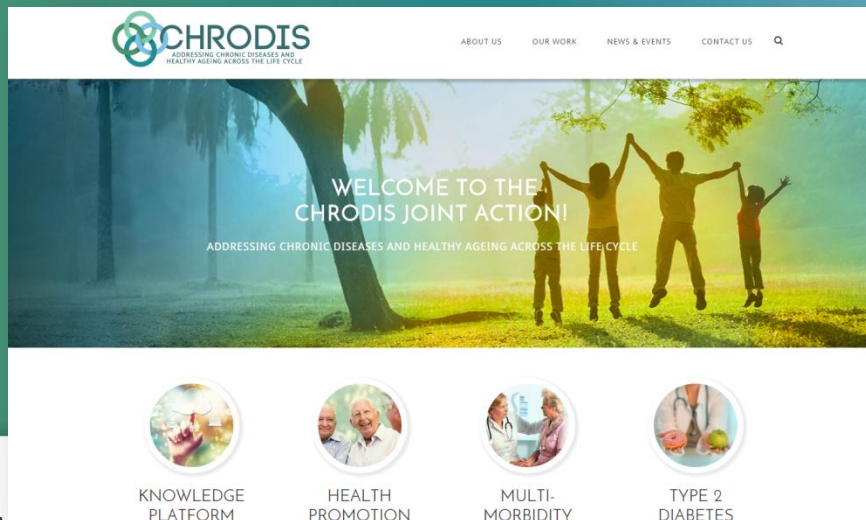 CHRODIS
ADDRESSING CHRONIC DISEASES AND
HEALTHY AGEING ACROSS THE LIFE CYCLE
ABOUT US
OUR WORK
NEWS & EVENTS
CONTACT US
WELCOME TO THE
CHRODIS JOINT ACTION!
ADDRESSING CHRONIC DISEASES AND HEALTHY AGEING ACROSS THE LIFE CYCLE
KNOWLEDGE
PLATFORM
HEALTH
PROMOTION
MULTI-
MORBIDITY
TYPE 2
DIABETES